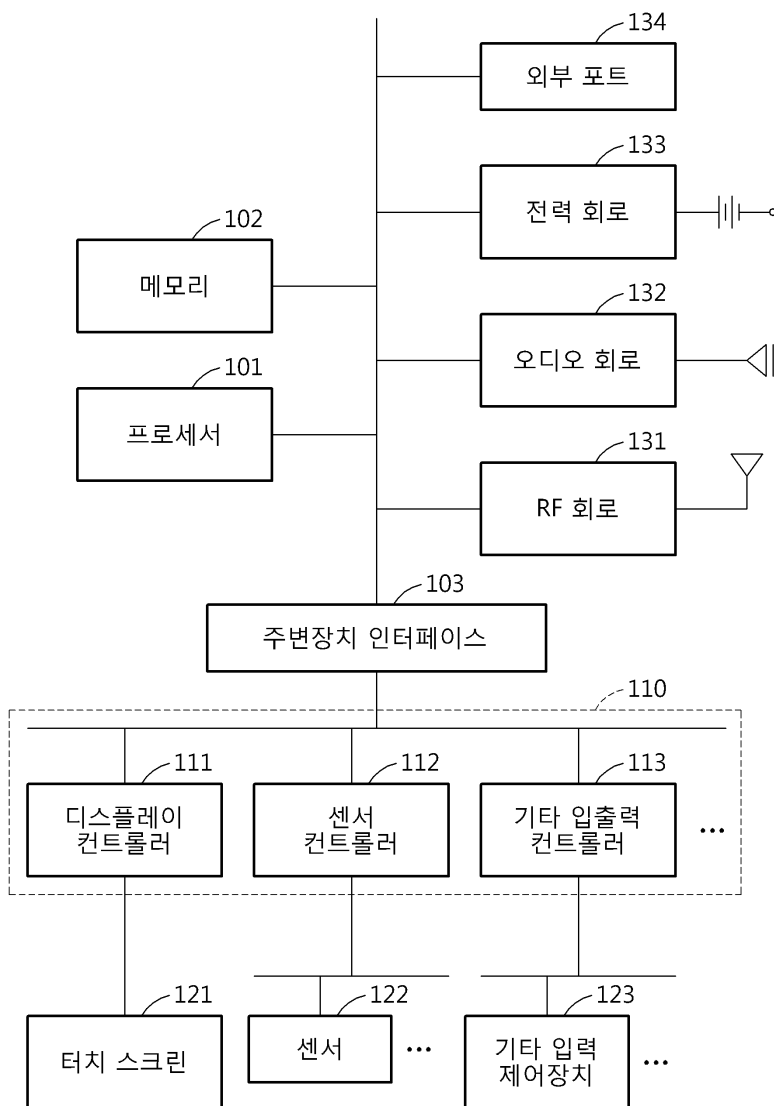 134
외부 포트
133
전력 회로
102
메모리
132
오디오 회로
101
프로세서
131
RF 회로
103
주변장치 인터페이스
110
111
112
113
디스플레이
컨트롤러
센서
컨트롤러
기타 입출력
컨트롤러
...
121
122
123
터치 스크린
센서
...
기타 입력
제어장치
...